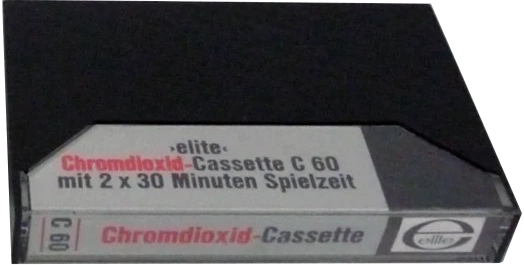 ›elite‹
Chromdioxid-Cassette C 60
mit 2 x 30 Minuten Spielzeit
C 60
Chromdioxid-Cassette
elite